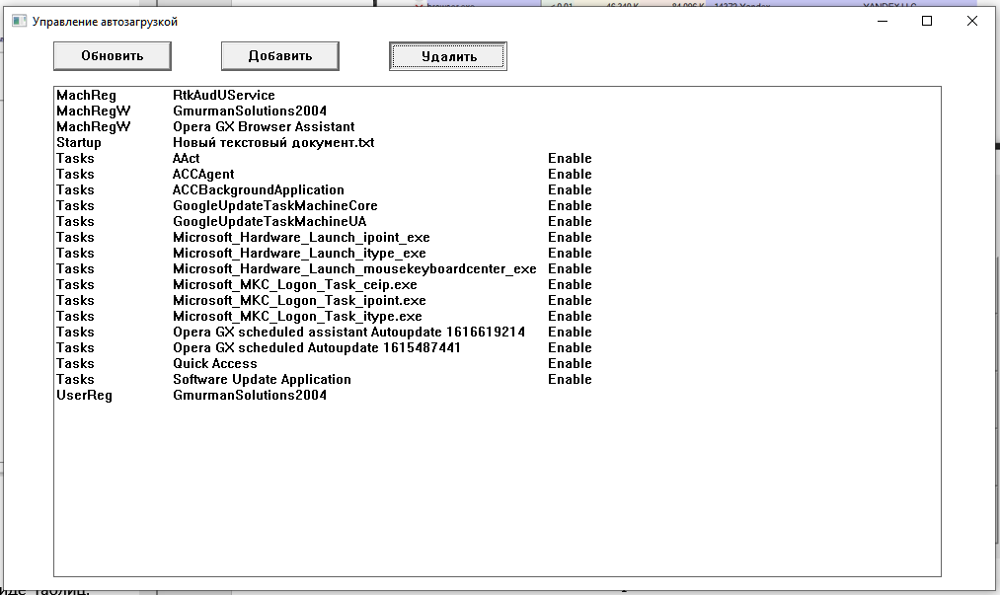 Управление автозагрузкой
Обновить Добавить Удалить
MachReg RtkAudUService
MachRegW GmurmanSolutions2004
MachRegW Opera GX Browser Assistant
Startup Новый текстовый документ.txt
Tasks AAct Enable
Tasks ACCAgent Enable
Tasks ACCBackgroundApplication Enable
Tasks GoogleUpdateTaskMachineCore Enable
Tasks GoogleUpdateTaskMachineUA Enable
Tasks Microsoft_Hardware_Launch_ipoint_exe Enable
Tasks Microsoft_Hardware_Launch_itype_exe Enable
Tasks Microsoft_Hardware_Launch_mousekeyboardcenter_exe Enable
Tasks Microsoft_MKC_Logon_Task_ceip.exe Enable
Tasks Microsoft_MKC_Logon_Task_ipoint.exe Enable
Tasks Microsoft_MKC_Logon_Task_itype.exe Enable
Tasks Opera GX scheduled assistant Autoupdate 1616619214 Enable
Tasks Opera GX scheduled Autoupdate 1615487441 Enable
Tasks Quick Access Enable
Tasks Software Update Application Enable
UserReg GmurmanSolutions2004